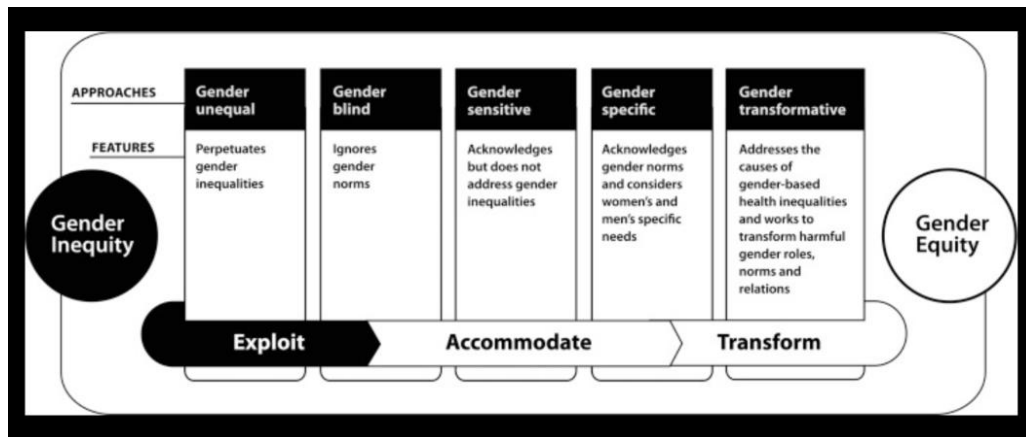 APPROACHES
FEATURES
Gender
Inequity
Gender
unequal
Perpetuates
gender
inequalities
Gender
blind
Ignores
gender
norms
Gender
sensitive
Acknowledges
but does not
address gender
inequalities
Gender
specific
Acknowledges
gender norms
and considers
women's and
men's specific
needs
Gender
transformative
Addresses the
causes of
gender-based
health inequalities
and works to
transform harmful
gender roles,
norms and
relations
Gender
Equity
Exploit
Accommodate
Transform